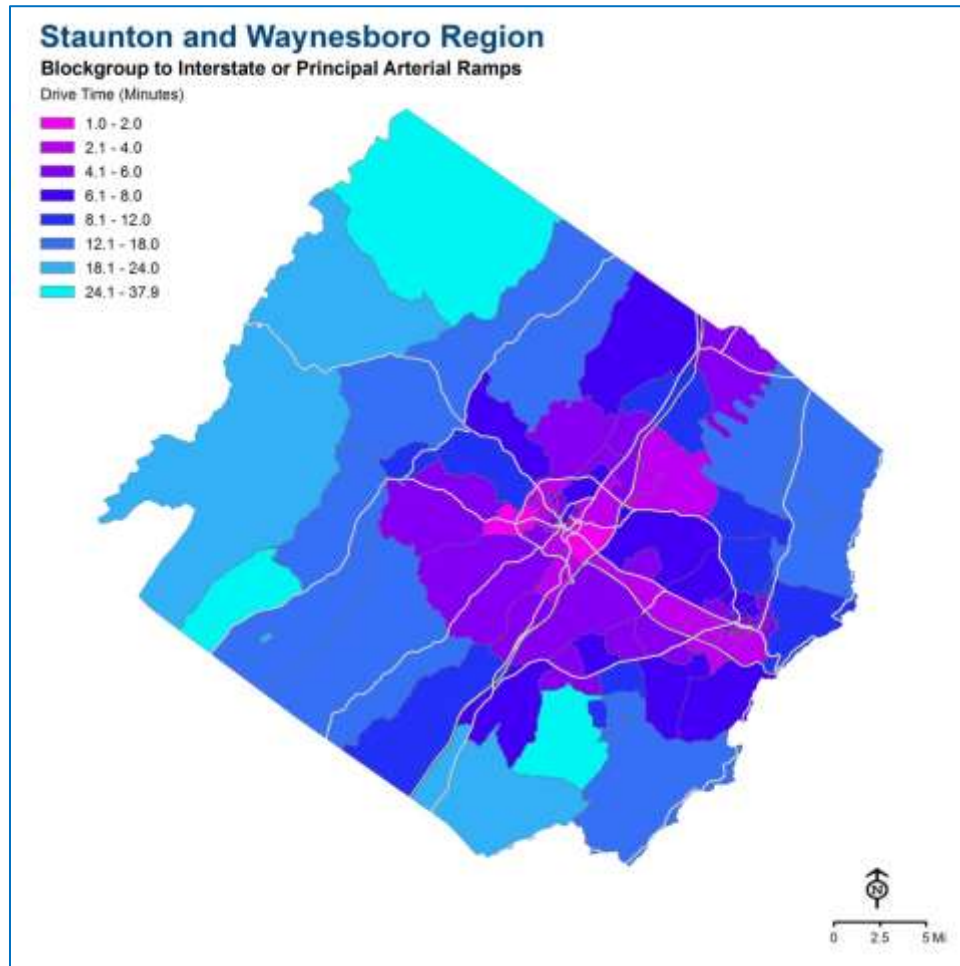 Staunton and Waynesboro Region
Blockgroup to Interstate or Principal Arterial Ramps
Drive Time (Minutes)
1.0 - 2.0
2.1 - 4.0
4.1 - 6.0
6.1 - 8.0
8.1 - 12.0
12.1 - 18.0
18.1 - 24.0
24.1 - 37.9
N
0 2.5 5 Mi